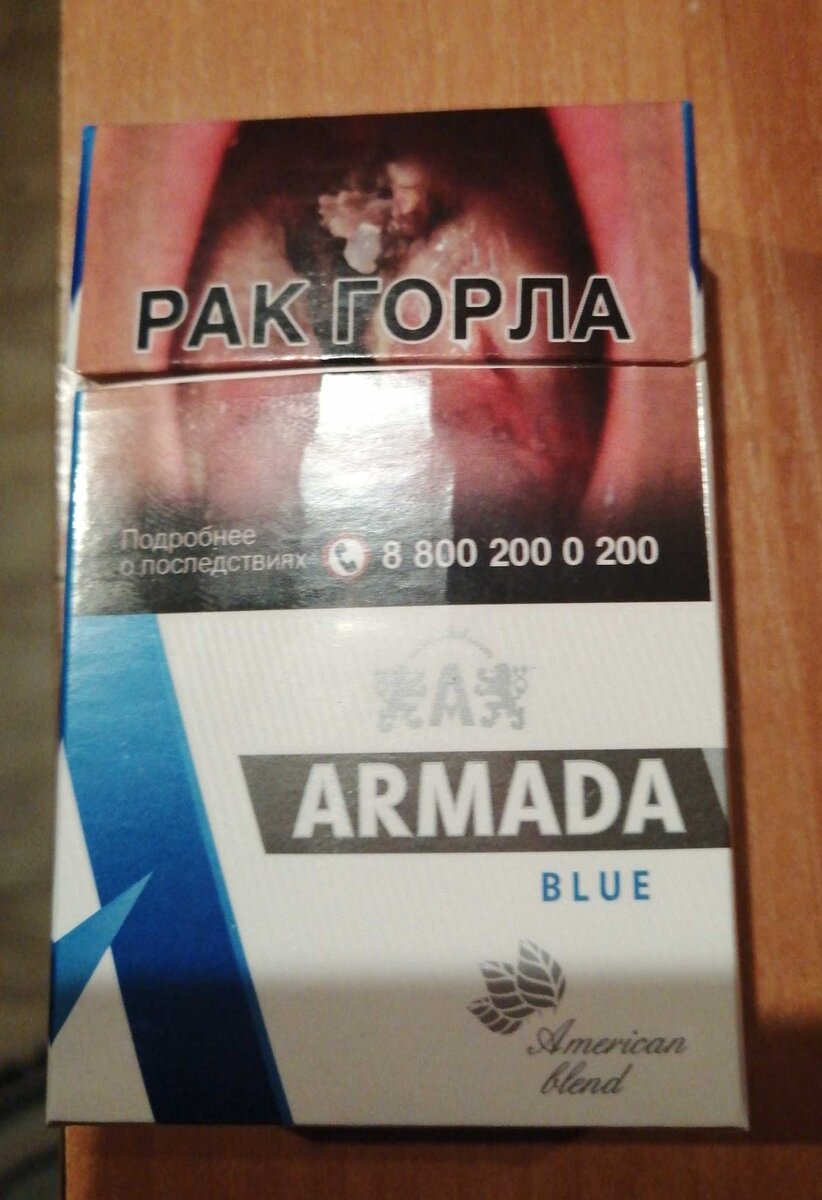 РАК ГОРЛА
Подробнее
о последствиях 8 800 200 0 200
A
ARMADA
BLUE
American
blend